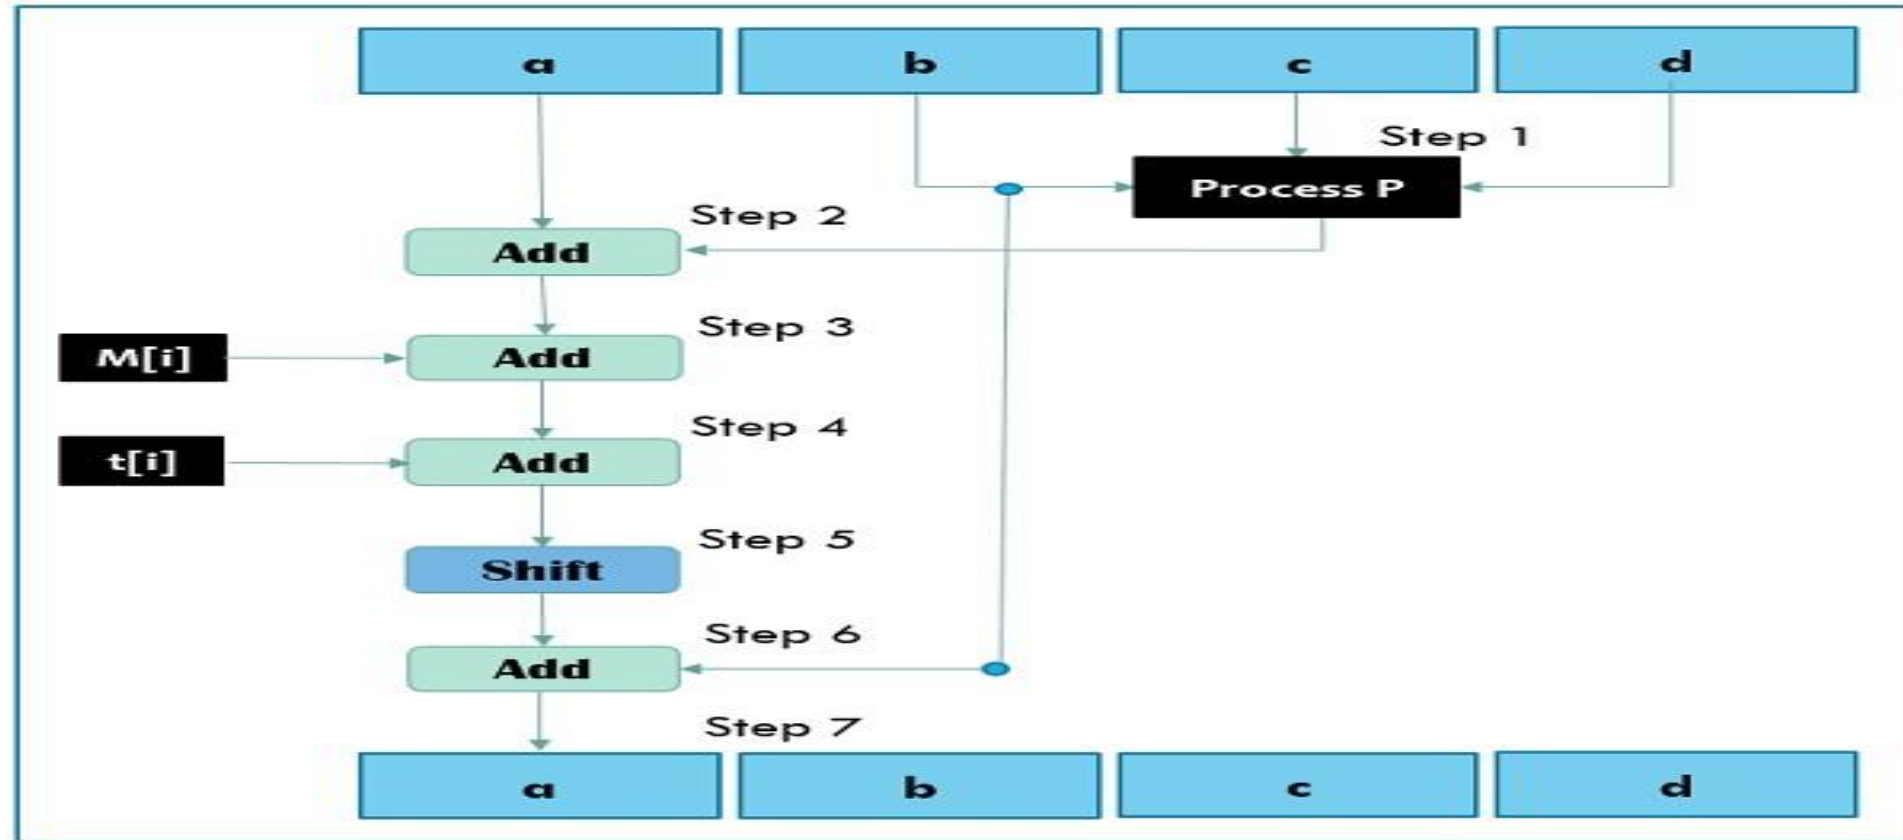 a b c d
Step 1
Process P
Step 2
Add
Step 3
M[i] Add
Step 4
t[i] Add
Step 5
Shift
Step 6
Add
Step 7
a b c d